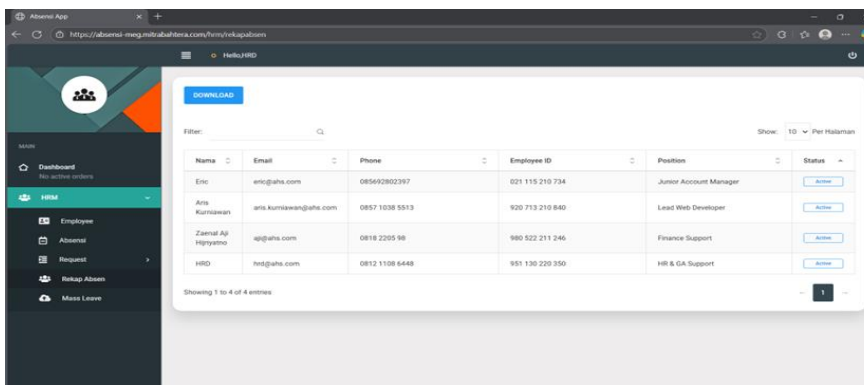 Absensi App
https://absensi-meg.mitrabahtera.com/hrm/rekapabsen
Hello,HRD
DOWNLOAD
Filter:
Show: 10 Per Halaman
MAIN
Dashboard
No active orders
HRM
Employee
Absensi
Request
Rekap Absen
Mass Leave
Nama Email Phone Employee ID Position Status
Eric eric@ahs.com 085692802397 021 115 210 734 Junior Account Manager Active
Aris
Kurniawan aris.kurniawan@ahs.com 0857 1038 5513 920 713 210 840 Lead Web Developer Active
Zaenal Aji
aji@ahs.com 0818 2205 98 980 522 211 246 Finance Support Active
HRD hrd@ahs.com 0812 1108 6448 951 130 220 350 HR & GA Support Active
Showing 1 to 4 of 4 entries
1